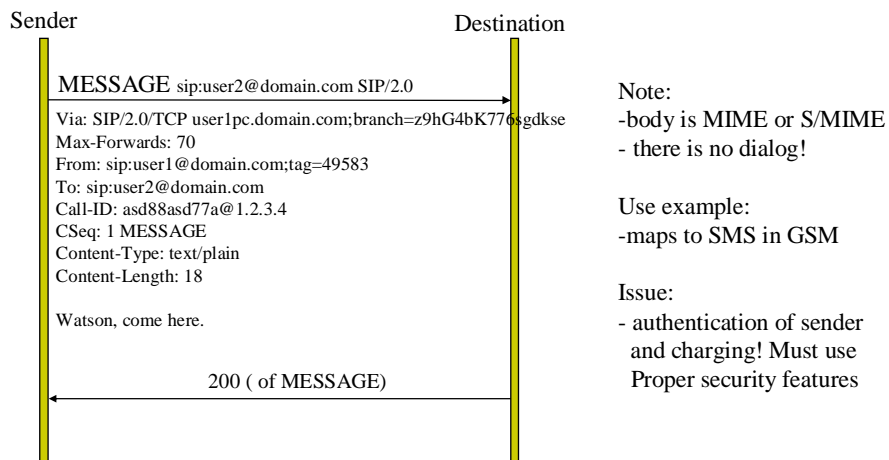 Sender
Destination
MESSAGE sip:user2@domain.com SIP/2.0
Via: SIP/2.0/TCP user1pc.domain.com;branch=z9hG4bK776sgdkse
Max-Forwards: 70
From: sip:user1@domain.com;tag=49583
To: sip:user2@domain.com
Call-ID: asd88asd77a@1.2.3.4
CSeq: 1 MESSAGE
Content-Type: text/plain
Content-Length: 18
Watson, come here.
200 ( of MESSAGE)
Note:
-body is MIME or S/MIME
- there is no dialog!
Use example:
-maps to SMS in GSM
Issue:
- authentication of sender
and charging! Must use
Proper security features